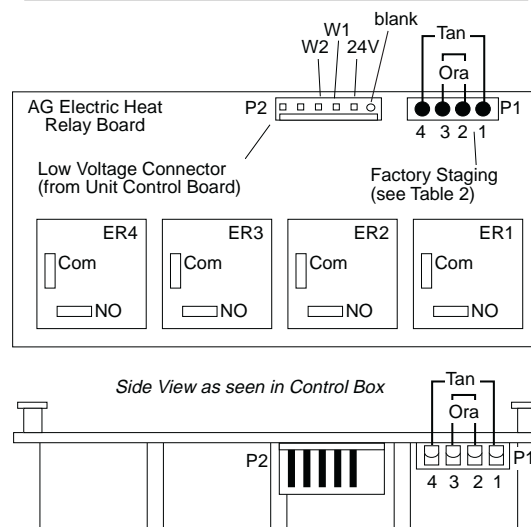 blank
W1
W2 24V
Tan
Ora
AG Electric Heat
Relay Board
P2
P1
4 3 2 1
Low Voltage Connector
(from Unit Control Board)
Factory Staging
(see Table 2)
ER4
Com
NO
ER3
Com
NO
ER2
Com
NO
ER1
Com
NO
Side View as seen in Control Box
Tan
Ora
P2
P1
4 3 2 1